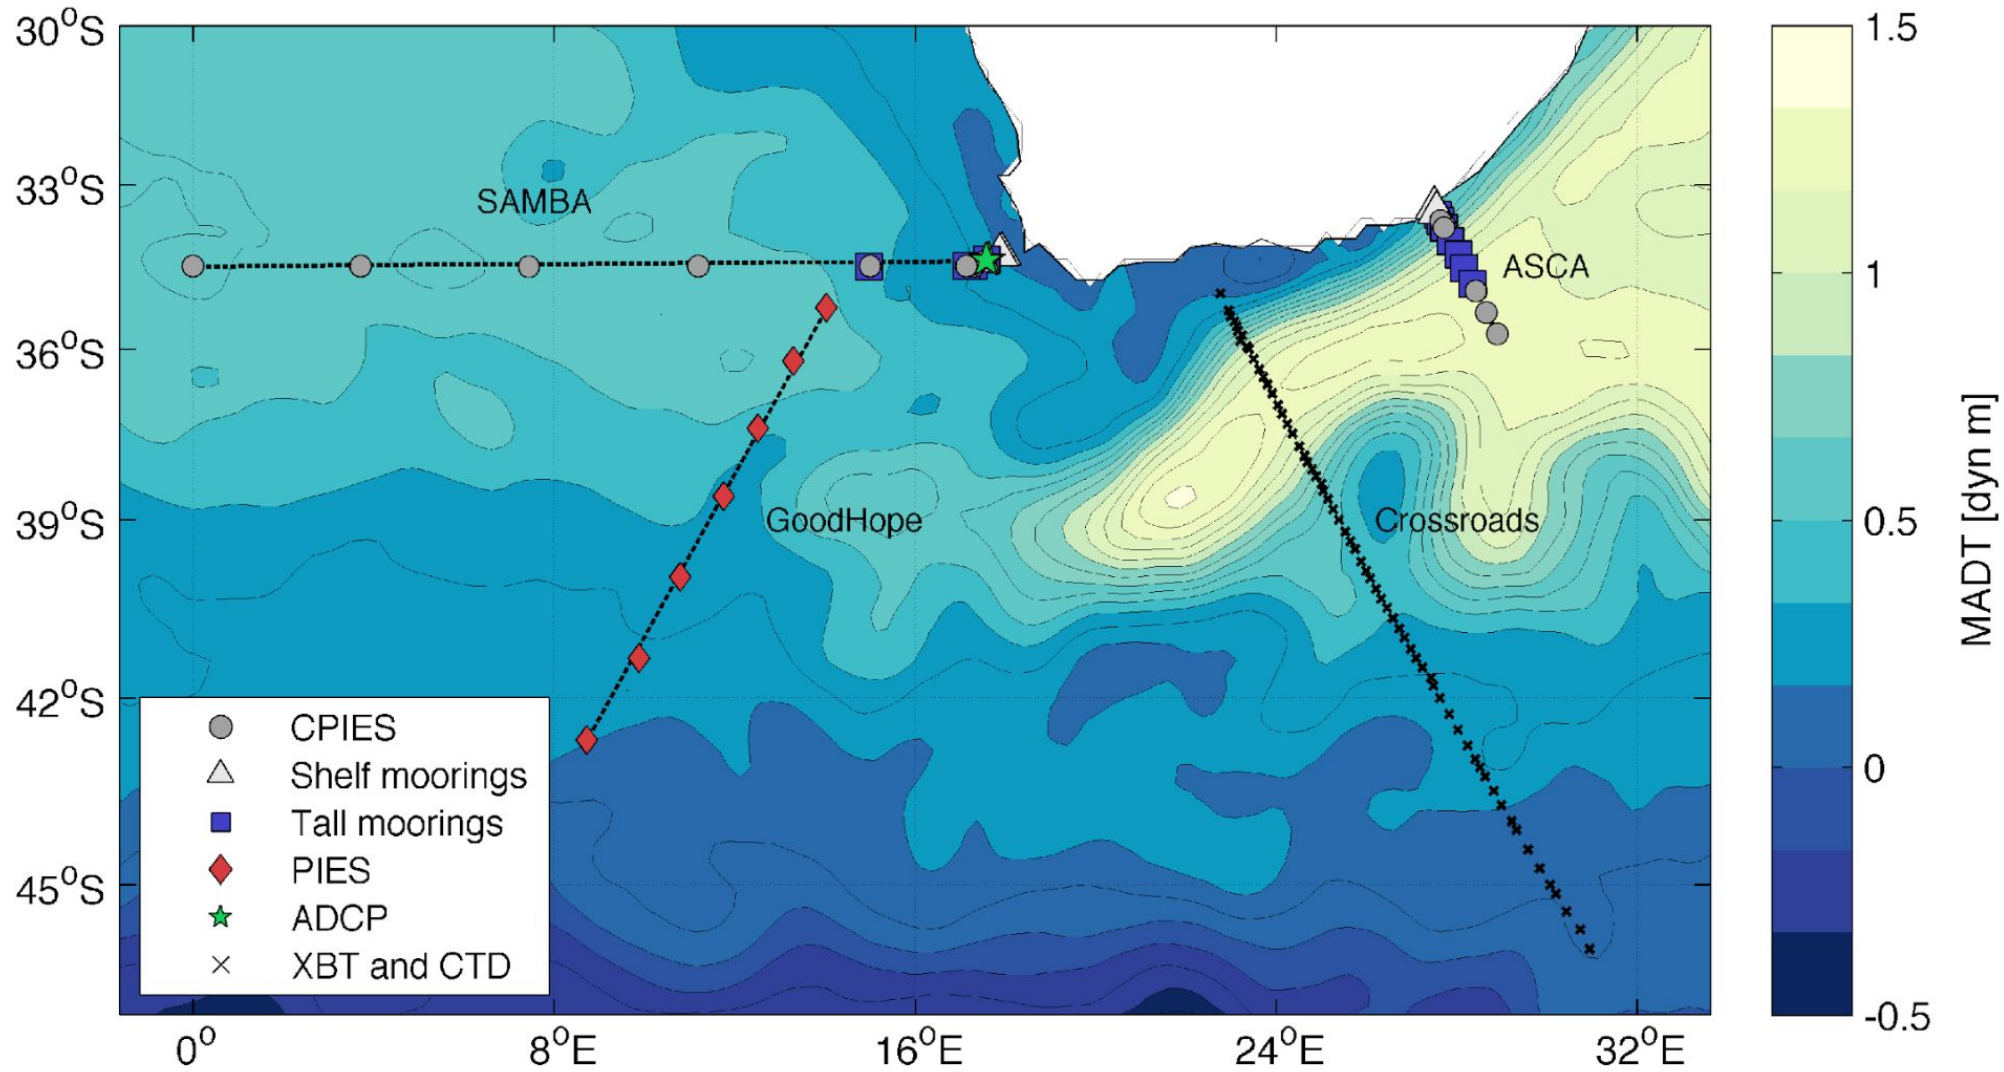 30°S
33°S
36°S
39°S
42°S
45°S
0°
8°E
16°E
24°E
32°E
SAMBA
ASCA
GoodHope
Crossroads
CPIES
Shelf moorings
Tall moorings
PIES
ADCP
XBT and CTD
1.5
1
0.5
0
-0.5
MADT [dyn m]